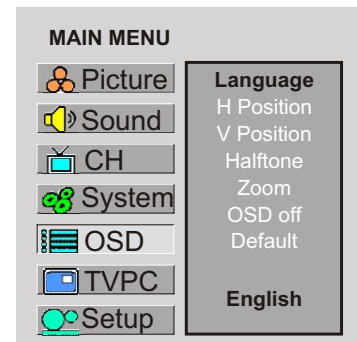 MAIN MENU
Picture
Sound
CH
System
OSD
TVPC
Setup
Language
H Position
V Position
Halftone
Zoom
OSD off
Default
English